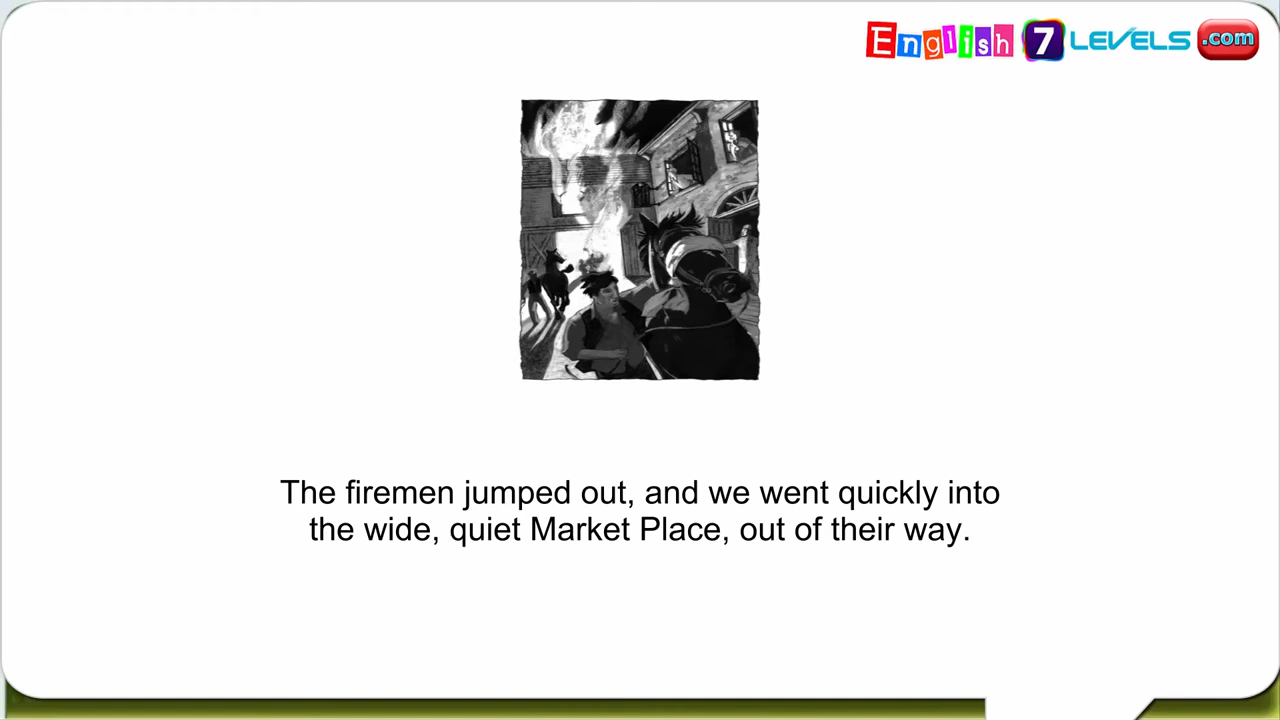 English 7 LEVELS .com
The firemen jumped out, and we went quickly into
the wide, quiet Market Place, out of their way.